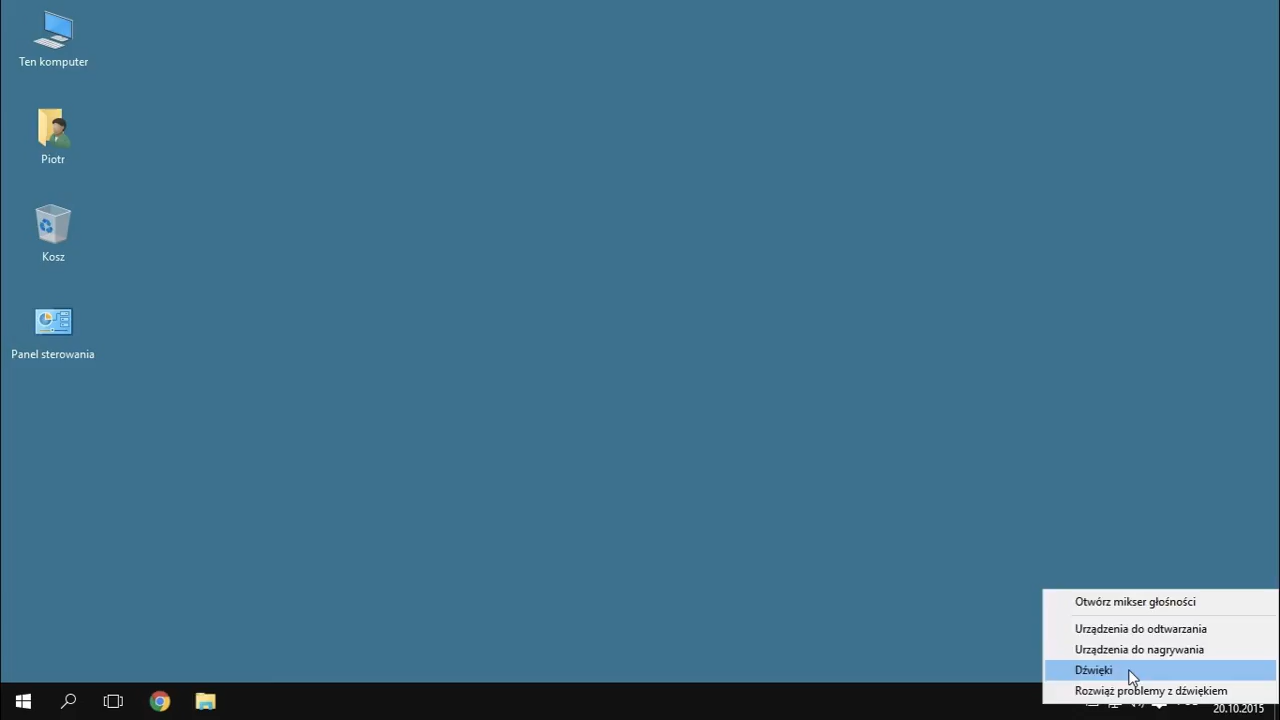 Ten komputer
Piotr
Kosz
Panel sterowania
Otwórz mikser głośności
Urządzenia do odtwarzania
Urządzenia do nagrywania
Dźwięki
Rozwiąż problemy z dźwiękiem
20.10.2015